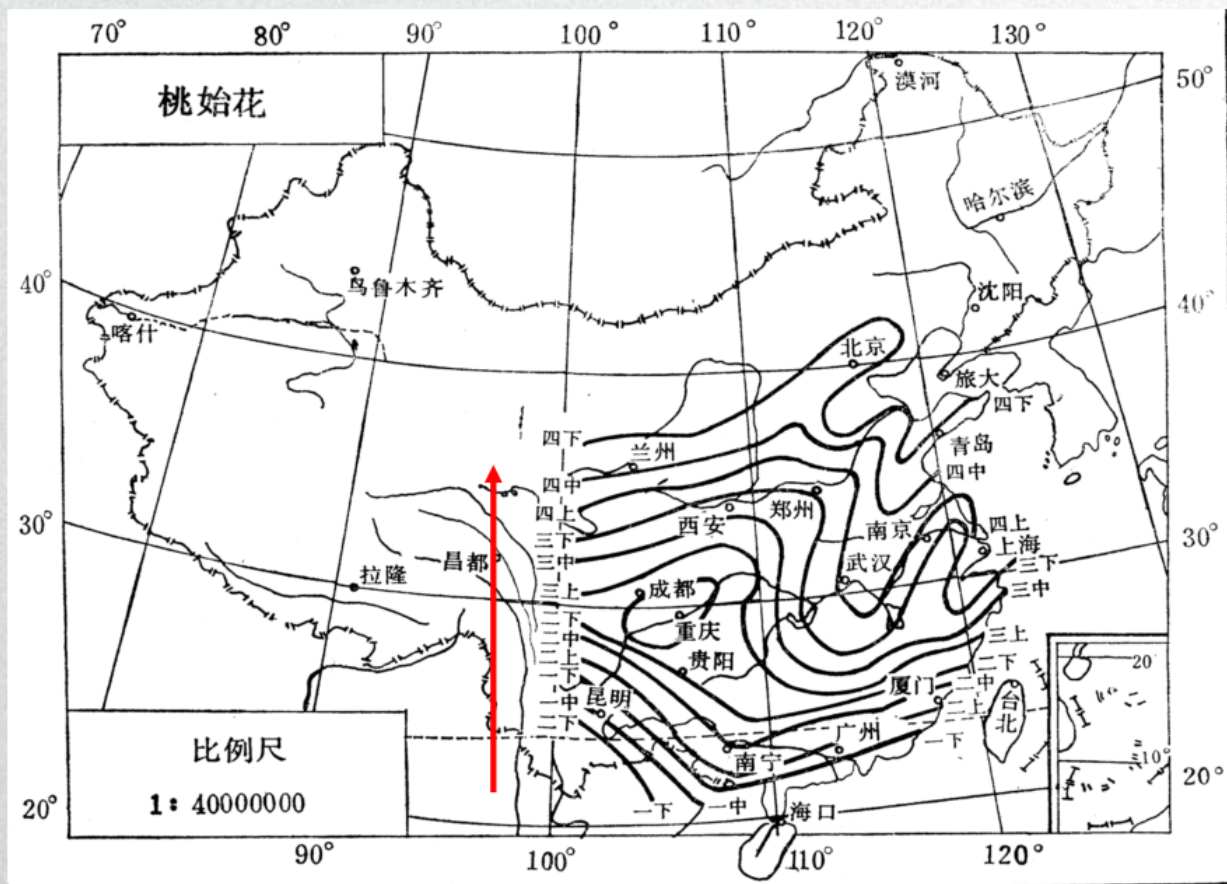 70° 80° 90° 100° 110° 120° 130°
桃始花
漠河
50°
哈尔滨
乌鲁木齐
沈阳
40°
40°
喀什
北京
旅大
四下
四下
兰州
青岛
四中
四中
四上
郑州
西安
南京
四上
30°
三下
上海
30°
昌都
三中
武汉
三下
拉隆
三上
成都
三中
二下
重庆
三上
二中
贵阳
二上
二下
一下
昆明
厦门
二中
20
一中
二上
台北
二下
广州
一下
比例尺
南宁
10°
1：40000000
20°
20°
一下
一中
海口
90°
100°
110°
120°